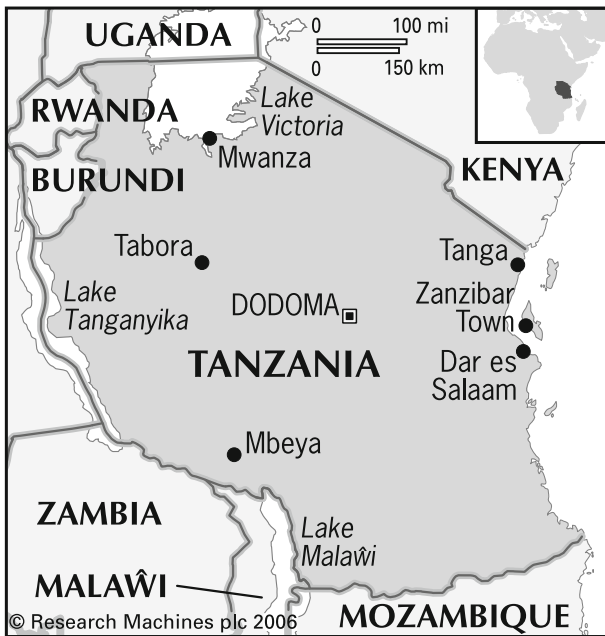 UGANDA
0 100 mi
0 150 km
RWANDA
Lake
Victoria
Mwanza
BURUNDI
KENYA
Tabora
Tanga
Lake
Tanganyika
Zanzibar
Town
DODOMA
TANZANIA
Dar es
Salaam
Mbeya
ZAMBIA
Lake
Malaŵi
MALAŴI
MOZAMBIQUE
© Research Machines plc 2006